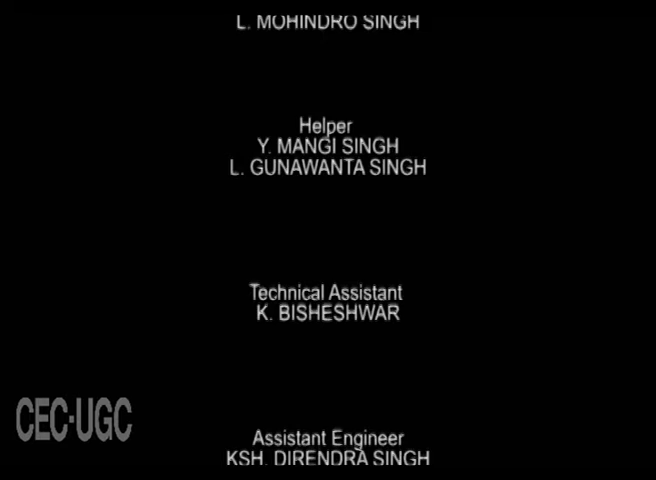 L. MOHINDRO SINGH
Helper
Y. MANGI SINGH
L. GUNAWANTA SINGH
Technical Assistant
K. BISHESHWAR
CEC-UGC
Assistant Engineer
KSH. DIRENDRA SINGH